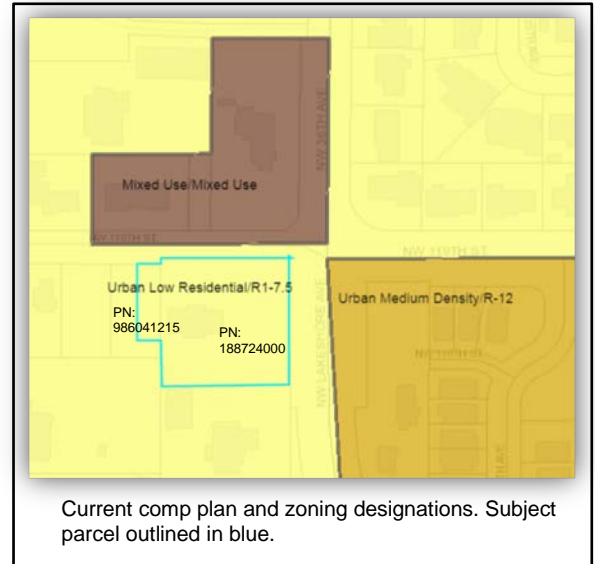 NW 36TH AVE
Mixed Use/Mixed Use
NW 119TH ST
NW 119TH ST
Urban Low Residential/R1-7.5
Urban Medium Density/R-12
PN:
986041215
PN:
188724000
NW LAKESHORE AVE
Current comp plan and zoning designations. Subject
parcel outlined in blue.